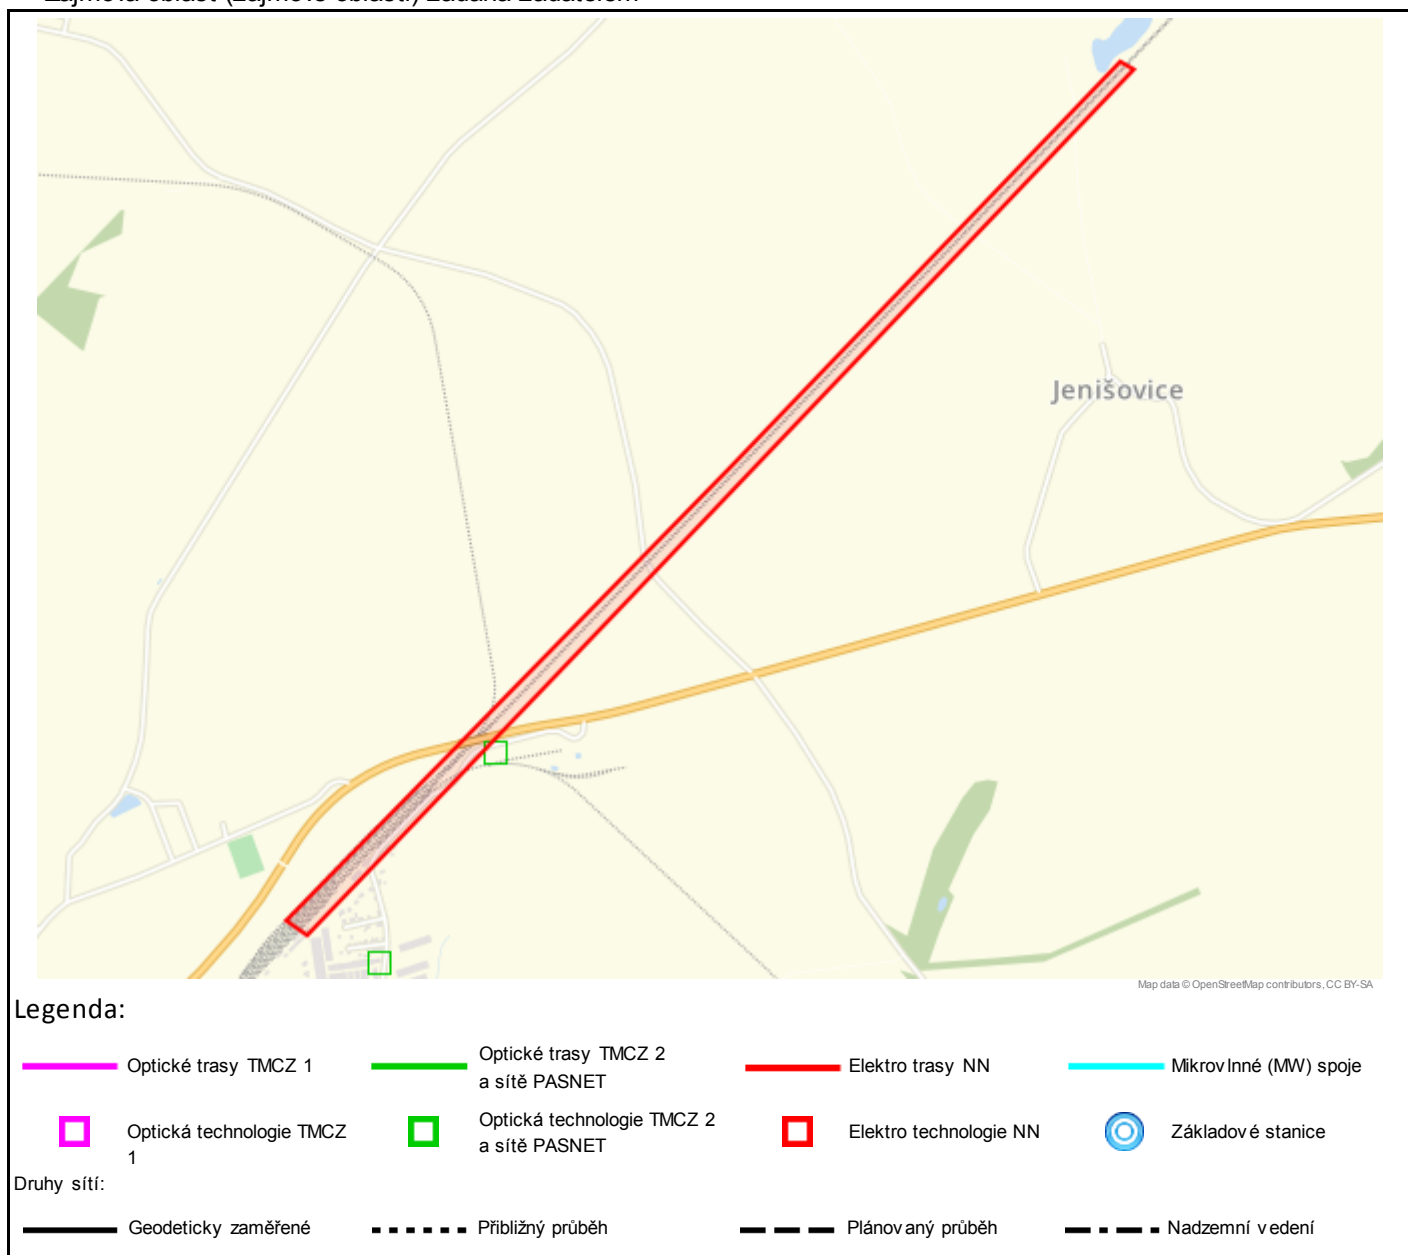 Jenišovice
Map data © OpenStreetMap contributors, CC BY-SA
Legenda:
Optické trasy TMCZ 1
Optické trasy TMCZ 2
a sítě PASNET
Elektro trasy NN
Mikrovlnné (MW) spoje
Optická technologie TMCZ
1
Optická technologie TMCZ 2
a sítě PASNET
Elektro technologie NN
Základové stanice
Druhy sítí:
Geodeticky zaměřené
Přibližný průběh
Plánovaný průběh
Nadzemní vedení